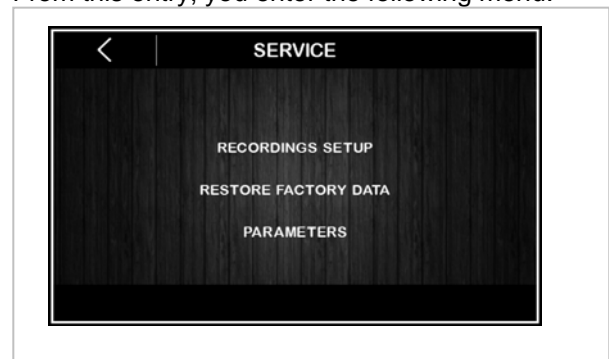 From this entry, you enter the following menu:
SERVICE
RECORDINGS SETUP
RESTORE FACTORY DATA
PARAMETERS